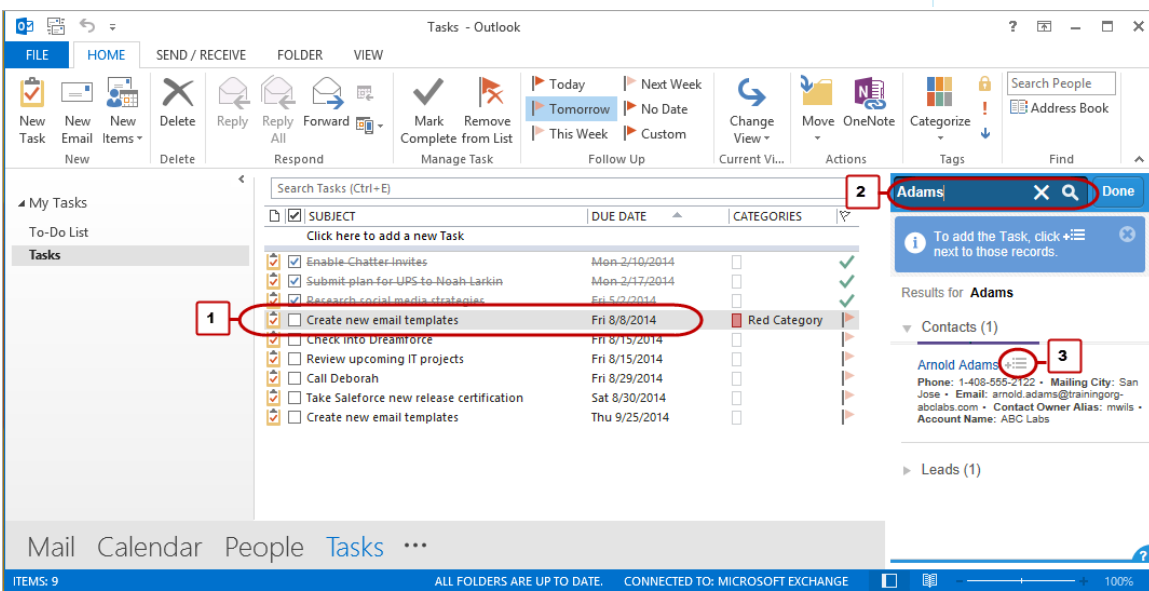 Tasks - Outlook
?
FILE HOME SEND / RECEIVE FOLDER VIEW
New Task
New Email
New Items
Delete
Reply
Reply All
Forward
Mark Complete
Remove from List
Today
Tomorrow
This Week
Next Week
No Date
Custom
Change View
Move
OneNote
Categorize
Search People
Address Book
New Delete Respond Manage Task Follow Up Current Vi... Actions Tags Find
My Tasks
To-Do List
Tasks
Search Tasks (Ctrl+E)
SUBJECT DUE DATE CATEGORIES
Click here to add a new Task
Enable Chatter Invites Mon 2/10/2014
Submit plan for UPS to Noah Larkin Mon 2/17/2014
Research social media strategies Fri 5/2/2014
1
Create new email templates Fri 8/8/2014 Red Category
Check into Dreamforce Fri 8/15/2014
Review upcoming IT projects Fri 8/15/2014
Call Deborah Fri 8/29/2014
Take Saleforce new release certification Sat 8/30/2014
Create new email templates Thu 9/25/2014
2
Adams Done
To add the Task, click
next to those records.
Results for Adams
Contacts (1)
Arnold Adams
3
Phone: 1-408-555-2122 • Mailing City: San
Jose • Email: arnold.adams@trainingorg-
abclabs.com • Contact Owner Alias: mwils •
Account Name: ABC Labs
Leads (1)
Mail Calendar People Tasks ···
?
ITEMS: 9 ALL FOLDERS ARE UP TO DATE. CONNECTED TO: MICROSOFT EXCHANGE 100%